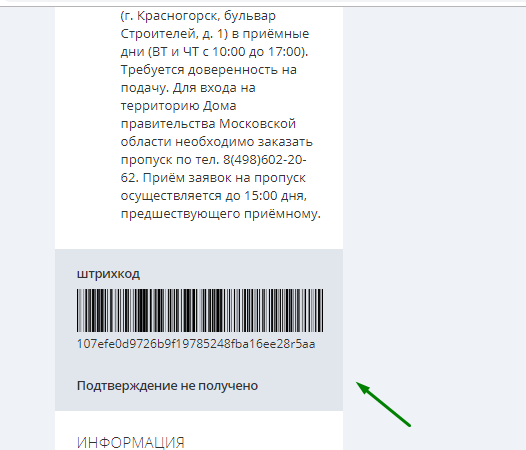 (г. Красногорск, бульвар
Строителей, д. 1) в приёмные
дни (ВТ и ЧТ с 10:00 до 17:00).
Требуется доверенность на
подачу. Для входа на
территорию Дома
правительства Московской
области необходимо заказать
пропуск по тел. 8(498)602-20-
62. Приём заявок на пропуск
осуществляется до 15:00 дня,
предшествующего приёмному.
штрихкод
107efe0d9726b9f19785248fba16ee28r5aa
Подтверждение не получено
ИНФОРМАЦИЯ